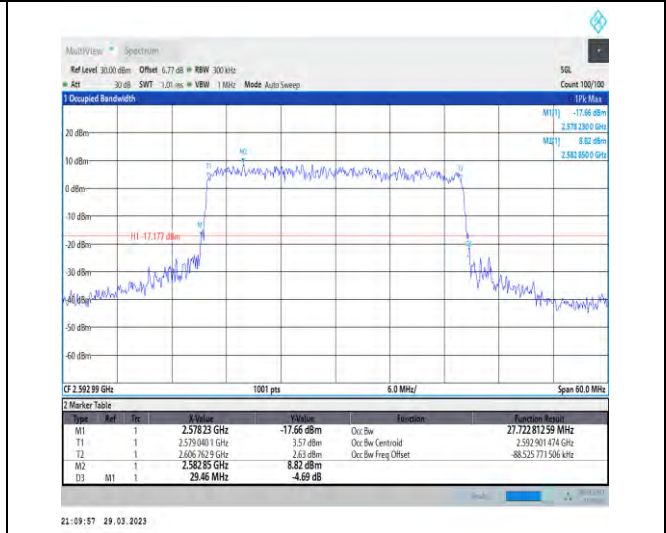 MultiView Spectrum
Ref Level 30.00 dBm Offset 6.77 dB RBW 300 kHz SGL
Att 30 dB SWT 1.01 ms VBW 1 MHz Mode Auto Sweep Count 100/100
1 Occupied Bandwidth 1Pk Max
M1[1] -17.66 dBm
2.578 230 0 GHz
20 dBm
M2[1] 8.82 dBm
2.582 850 0 GHz
M2
10 dBm
T1 T2
0 dBm
-10 dBm
H1 -17.177 dBm
-20 dBm
-30 dBm
-40 dBm
-50 dBm
-60 dBm
CF 2.592 99 GHz 1001 pts 6.0 MHz/ Span 60.0 MHz
2 Marker Table
Type Ref Trc X-Value Y-Value Function Function Result
M1 1 2.578 23 GHz -17.66 dBm Occ Bw 27.722 812 59 MHz
T1 1 2.579 040 1 GHz 3.57 dBm Occ Bw Centroid 2.592 901 474 GHz
T2 1 2.606 762 9 GHz 2.63 dBm Occ Bw Freq Offset -88.525 771 506 kHz
M2 1 2.582 85 GHz 8.82 dBm
D3 M1 1 29.46 MHz -4.69 dB
21:09:57 29.03.2023